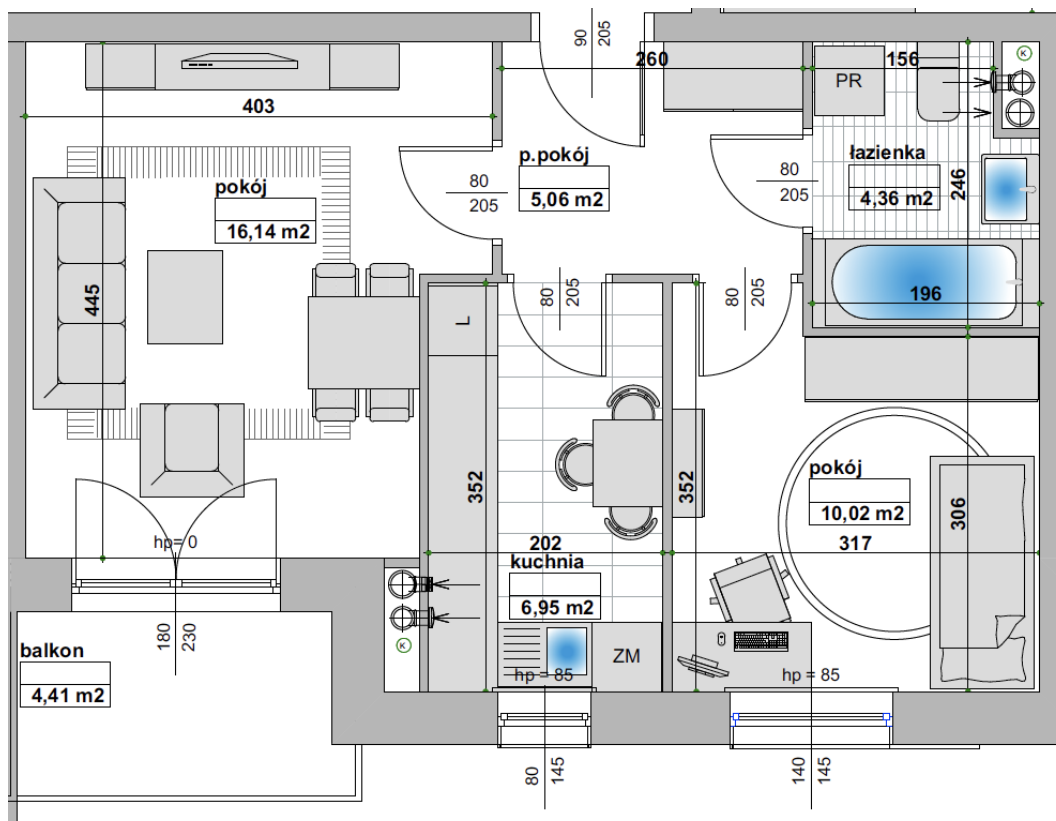 90
205
K
260
156
PR
403
p.pokój
5,06 m2
80
205
80
205
łazienka
4,36 m2
246
pokój
16,14 m2
445
80
205
80
205
196
L
352
352
pokój
10,02 m2
306
317
hp= 0
202
kuchnia
6,95 m2
180
230
K
balkon
4,41 m2
ZM
hp = 85
hp = 85
80
145
140
145